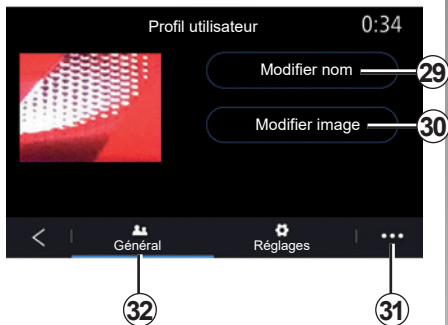 Profil utilisateur 0:34
Modifier nom 29
Modifier image 30
Général Réglages
32 31